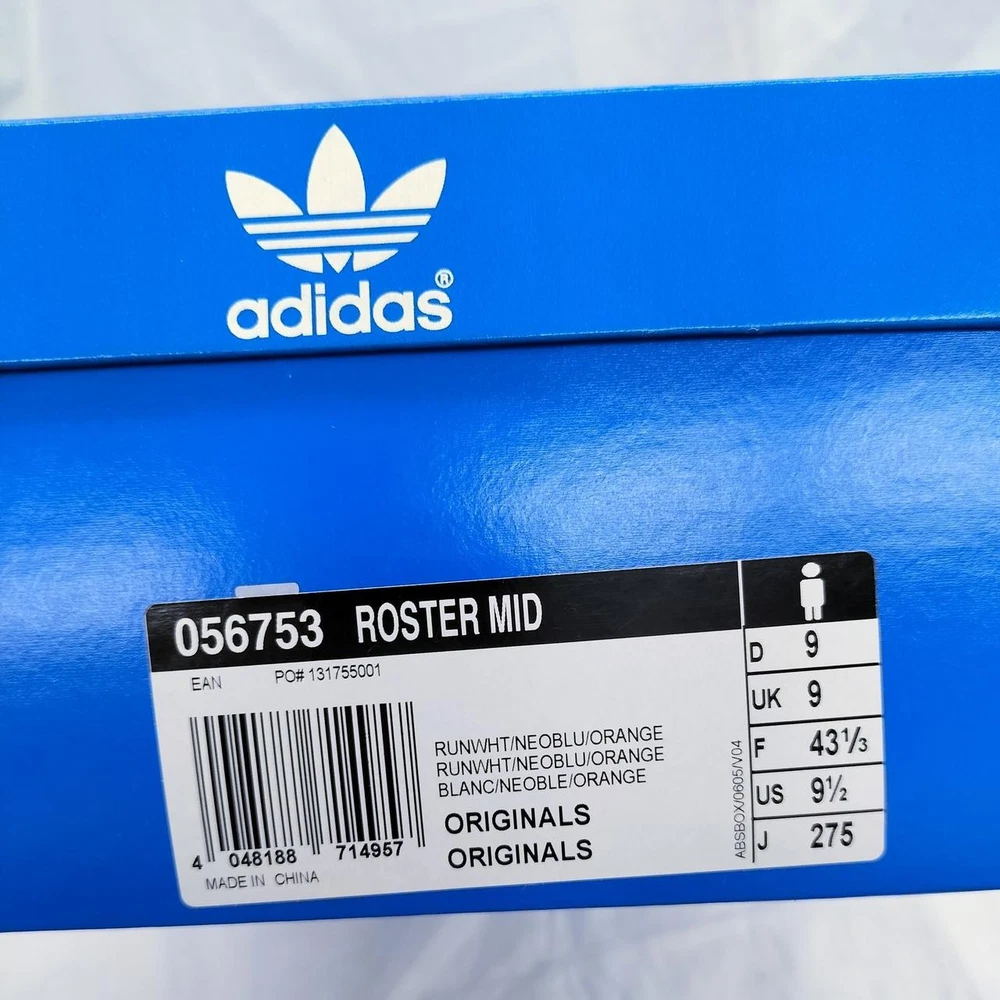 adidas®
056753 ROSTER MID
EAN PO# 131755001
RUNWHT/NEOBLU/ORANGE
RUNWHT/NEOBLU/ORANGE
BLANC/NEOBLE/ORANGE
ORIGINALS
ORIGINALS
4 048188 714957
MADE IN CHINA
ABSBOX/0605/V04
D 9
UK 9
F 43⅓
US 9½
J 275